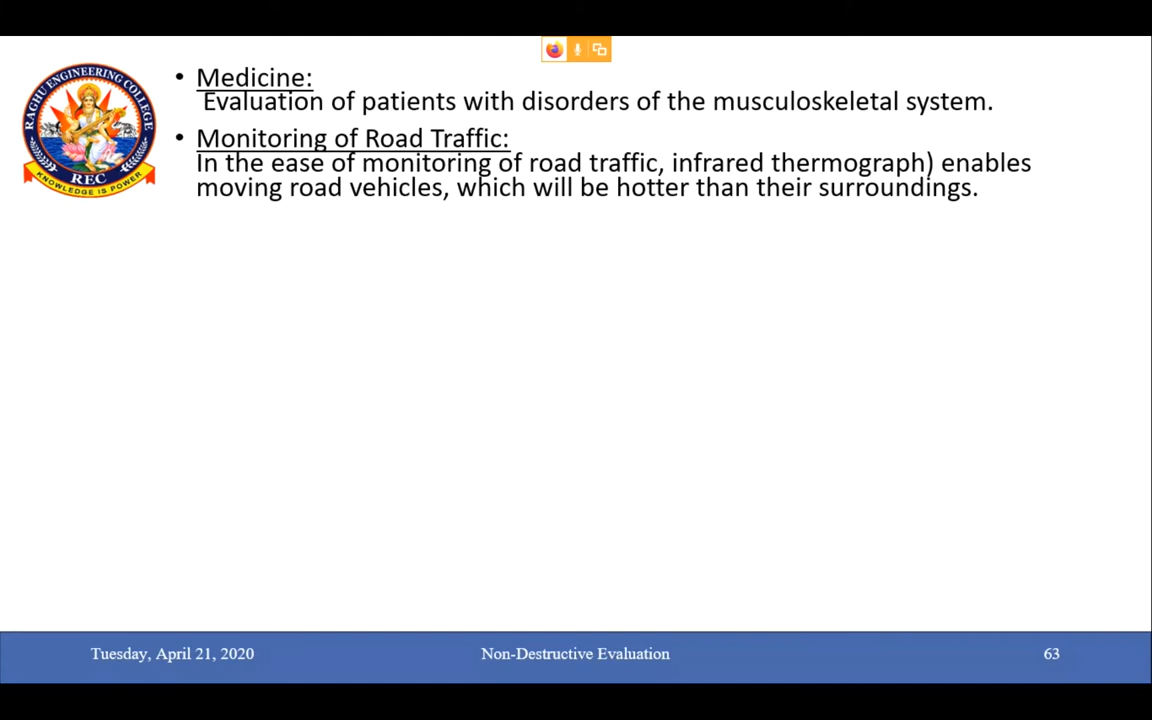 RAGHU ENGINEERING COLLEGE
REC
KNOWLEDGE IS POWER
• Medicine:
Evaluation of patients with disorders of the musculoskeletal system.
• Monitoring of Road Traffic:
In the ease of monitoring of road traffic, infrared thermograph) enables
moving road vehicles, which will be hotter than their surroundings.
Tuesday, April 21, 2020
Non-Destructive Evaluation
63